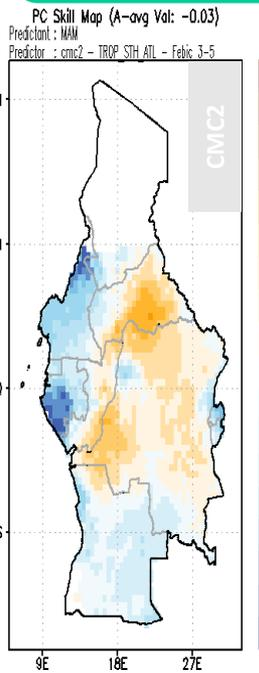 PC Skill Map (A-avg Val: -0.03)
Predictant : MAM
Predictor : cmc2 - TROP_STH_ATL - Febic 3-5
CMC2
9E 18E 27E